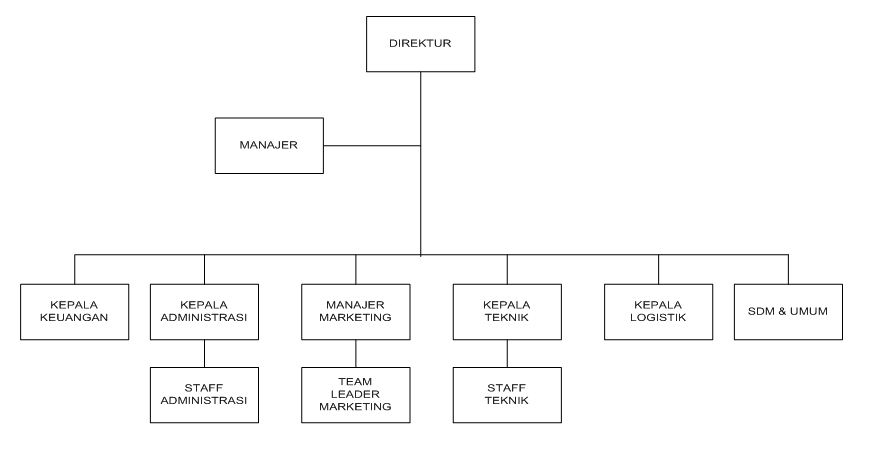 DIREKTUR
MANAJER
KEPALA
KEUANGAN
KEPALA
ADMINISTRASI
MANAJER
MARKETING
KEPALA
TEKNIK
KEPALA
LOGISTIK
SDM & UMUM
STAFF
ADMINISTRASI
TEAM
LEADER
MARKETING
STAFF
TEKNIK